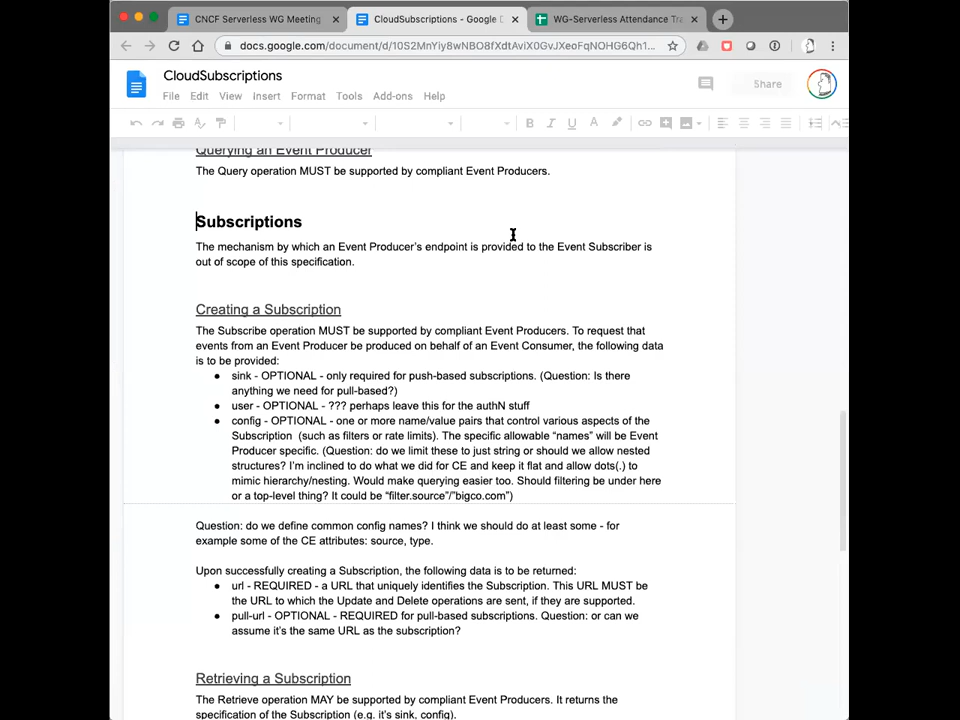 CNCF Serverless WG Meeting
CloudSubscriptions - Google D
WG-Serverless Attendance Tra
docs.google.com/document/d/10S2MnYiy8wNBO8fXdtAviX0GvJXeoFqNOHG6Qh1...
CloudSubscriptions
Share
File Edit View Insert Format Tools Add-ons Help
Querying an Event Producer
The Query operation MUST be supported by compliant Event Producers.
Subscriptions
The mechanism by which an Event Producer's endpoint is provided to the Event Subscriber is
out of scope of this specification.
Creating a Subscription
The Subscribe operation MUST be supported by compliant Event Producers. To request that
events from an Event Producer be produced on behalf of an Event Consumer, the following data
is to be provided:
● sink - OPTIONAL - only required for push-based subscriptions. (Question: Is there
anything we need for pull-based?)
● user - OPTIONAL - ??? perhaps leave this for the authN stuff
● config - OPTIONAL - one or more name/value pairs that control various aspects of the
Subscription (such as filters or rate limits). The specific allowable “names” will be Event
Producer specific. (Question: do we limit these to just string or should we allow nested
structures? I'm inclined to do what we did for CE and keep it flat and allow dots(.) to
mimic hierarchy/nesting. Would make querying easier too. Should filtering be under here
or a top-level thing? It could be “filter.source”/”bigco.com”)
Question: do we define common config names? I think we should do at least some - for
example some of the CE attributes: source, type.
Upon successfully creating a Subscription, the following data is to be returned:
● url - REQUIRED - a URL that uniquely identifies the Subscription. This URL MUST be
the URL to which the Update and Delete operations are sent, if they are supported.
● pull-url - OPTIONAL - REQUIRED for pull-based subscriptions. Question: or can we
assume it's the same URL as the subscription?
Retrieving a Subscription
The Retrieve operation MAY be supported by compliant Event Producers. It returns the
specification of the Subscription (e.g. it's sink, config).